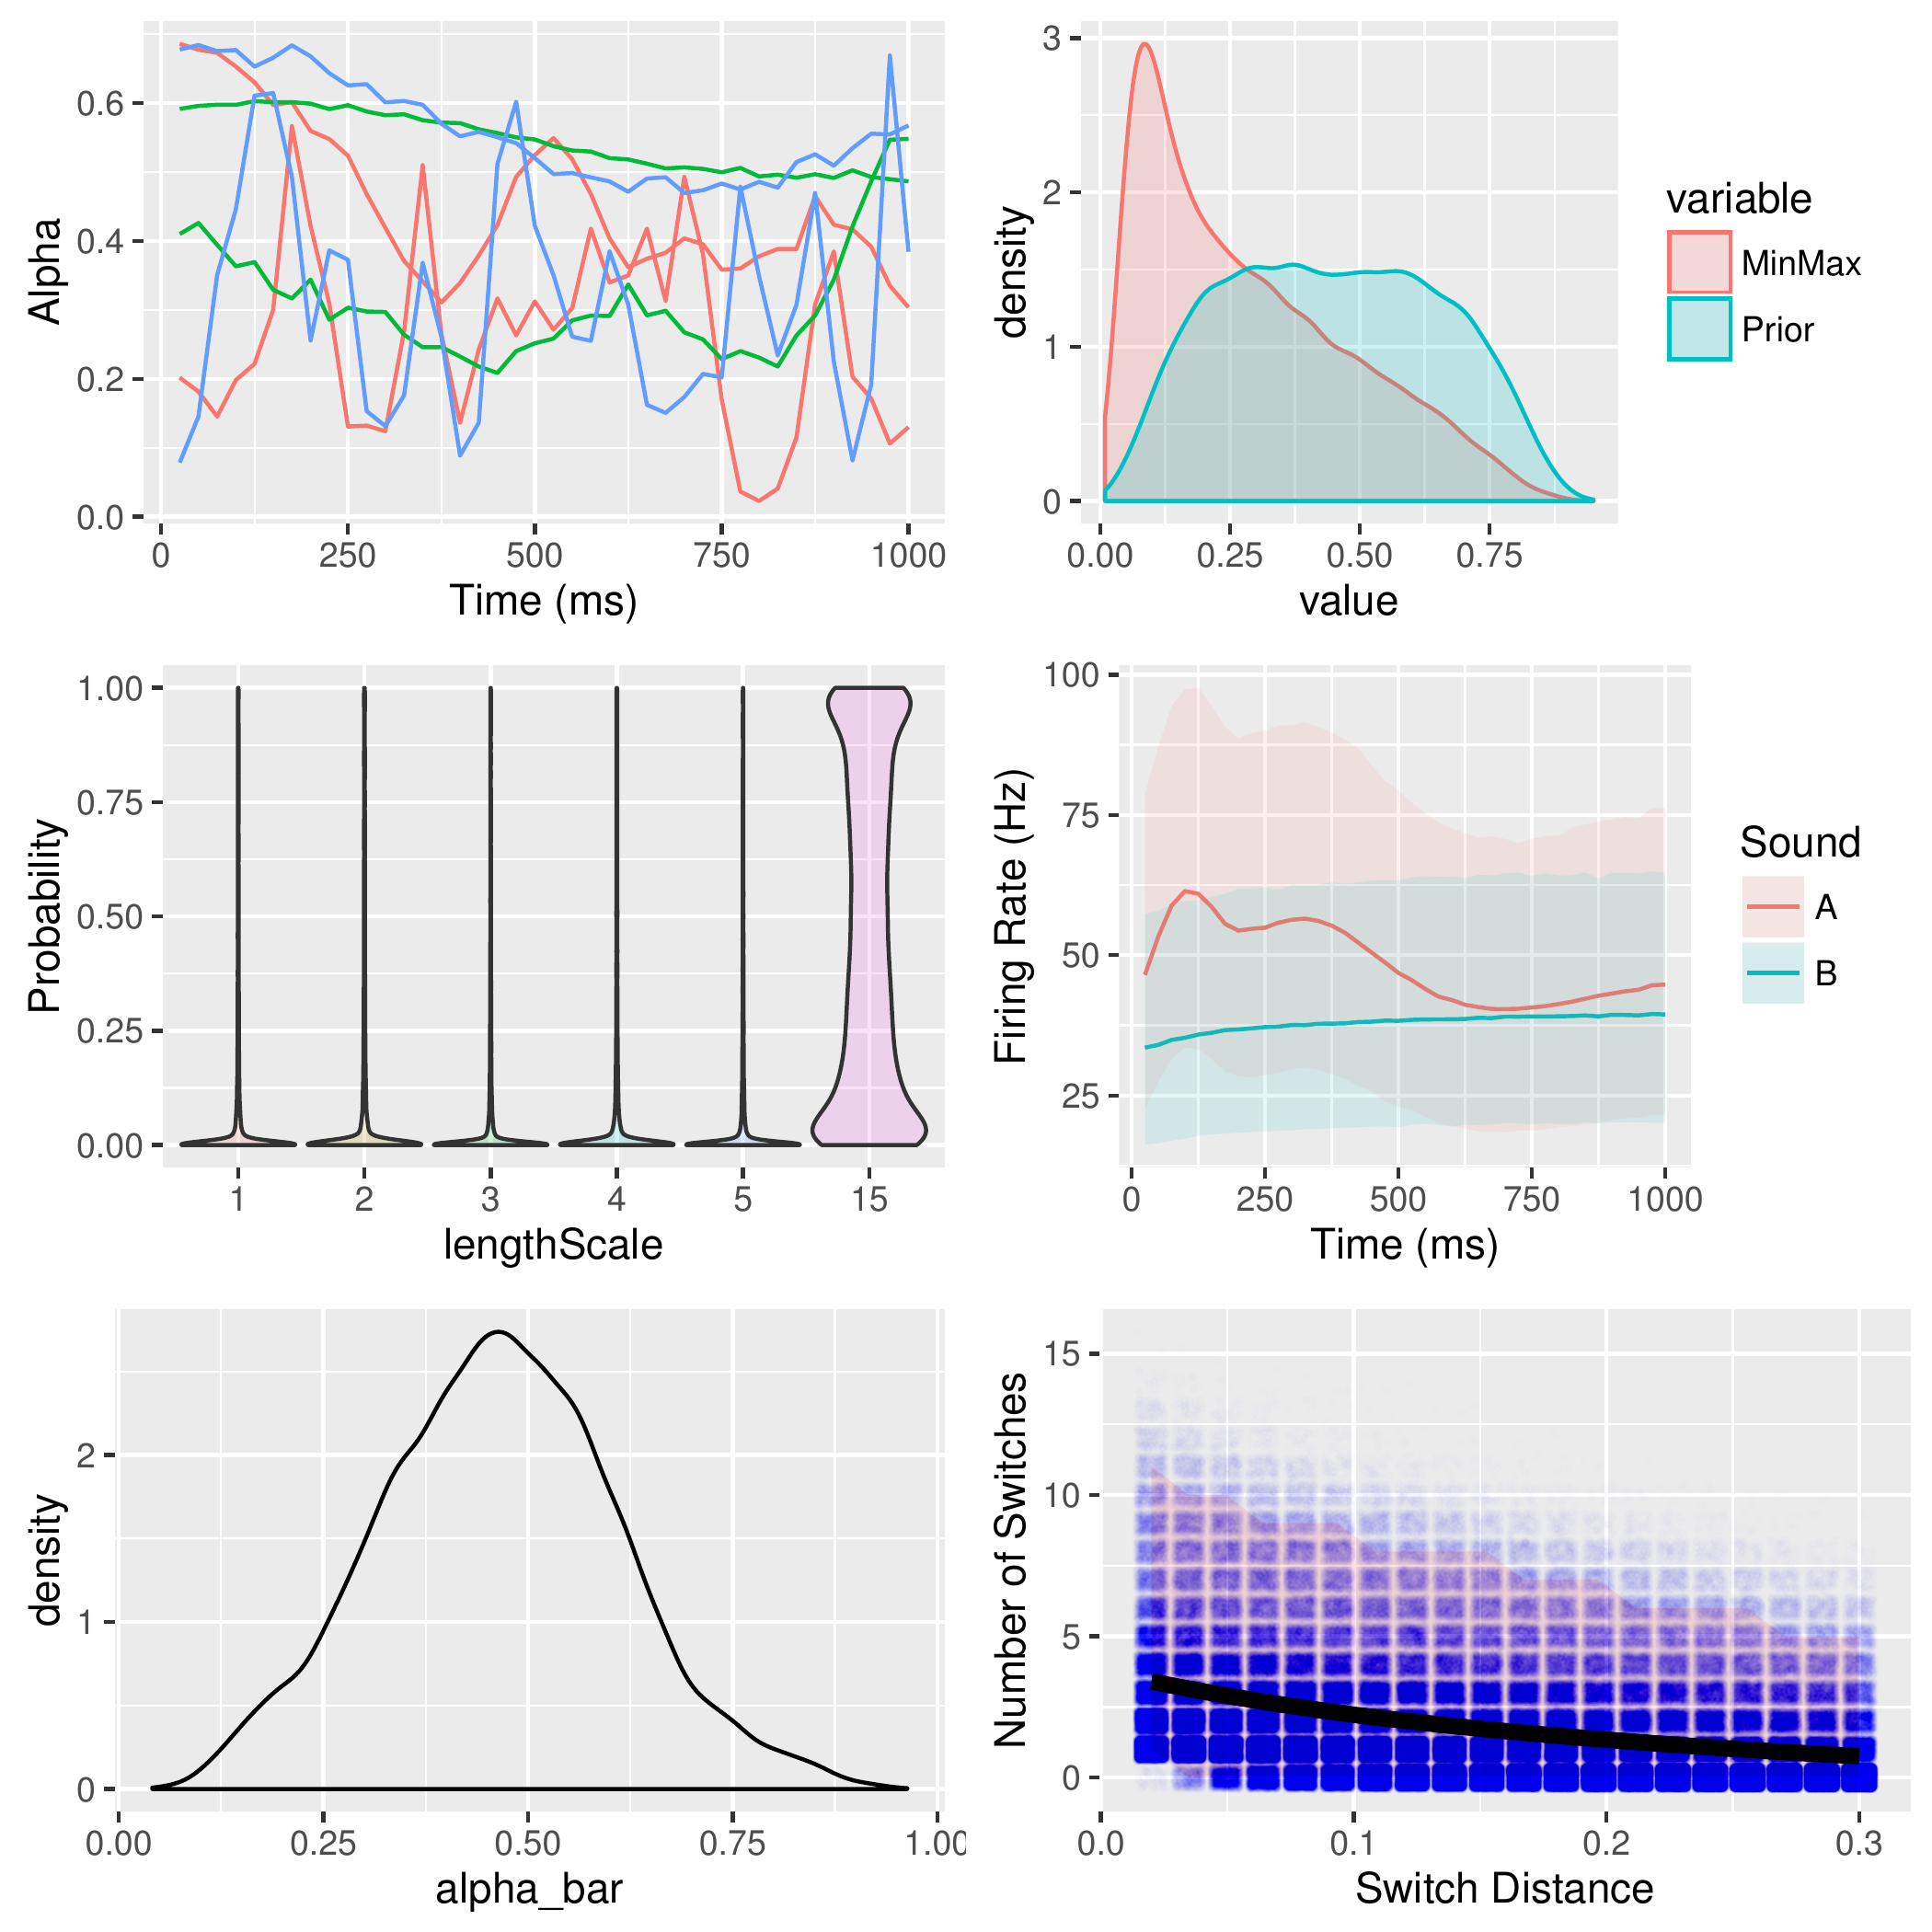 Alpha
0.6
0.4
0.2
0.0
0 250 500 750 1000
Time (ms)
density
3
2
1
0
0.00 0.25 0.50 0.75
value
variable
MinMax
Prior
Probability
1.00
0.75
0.50
0.25
0.00
1 2 3 4 5 15
lengthScale
Firing Rate (Hz)
100
75
50
25
0 250 500 750 1000
Time (ms)
Sound
A
B
density
2
1
0
0.00 0.25 0.50 0.75 1.00
alpha_bar
Number of Switches
15
10
5
0
0.0 0.1 0.2 0.3
Switch Distance